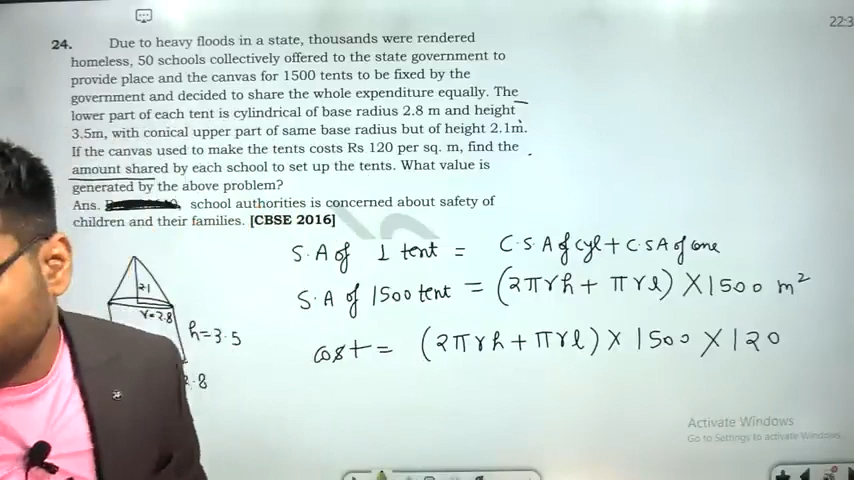 22:3
24. Due to heavy floods in a state, thousands were rendered
homeless, 50 schools collectively offered to the state government to
provide place and the canvas for 1500 tents to be fixed by the
government and decided to share the whole expenditure equally. The
lower part of each tent is cylindrical of base radius 2.8 m and height
3.5m, with conical upper part of same base radius but of height 2.1m.
If the canvas used to make the tents costs Rs 120 per sq. m, find the
amount shared by each school to set up the tents. What value is
generated by the above problem?
Ans. school authorities is concerned about safety of
children and their families. [CBSE 2016]
S.A of 1 tent = C.S.A of cyl + C.SA of cone
S.A of 1500 tent = (2πrh + πrl) × 1500 m²
cost = (2πrh + πrl) × 1500 × 120
2.1
r=2.8
h=3.5
2.8
Activate Windows
Go to Settings to activate Windows.